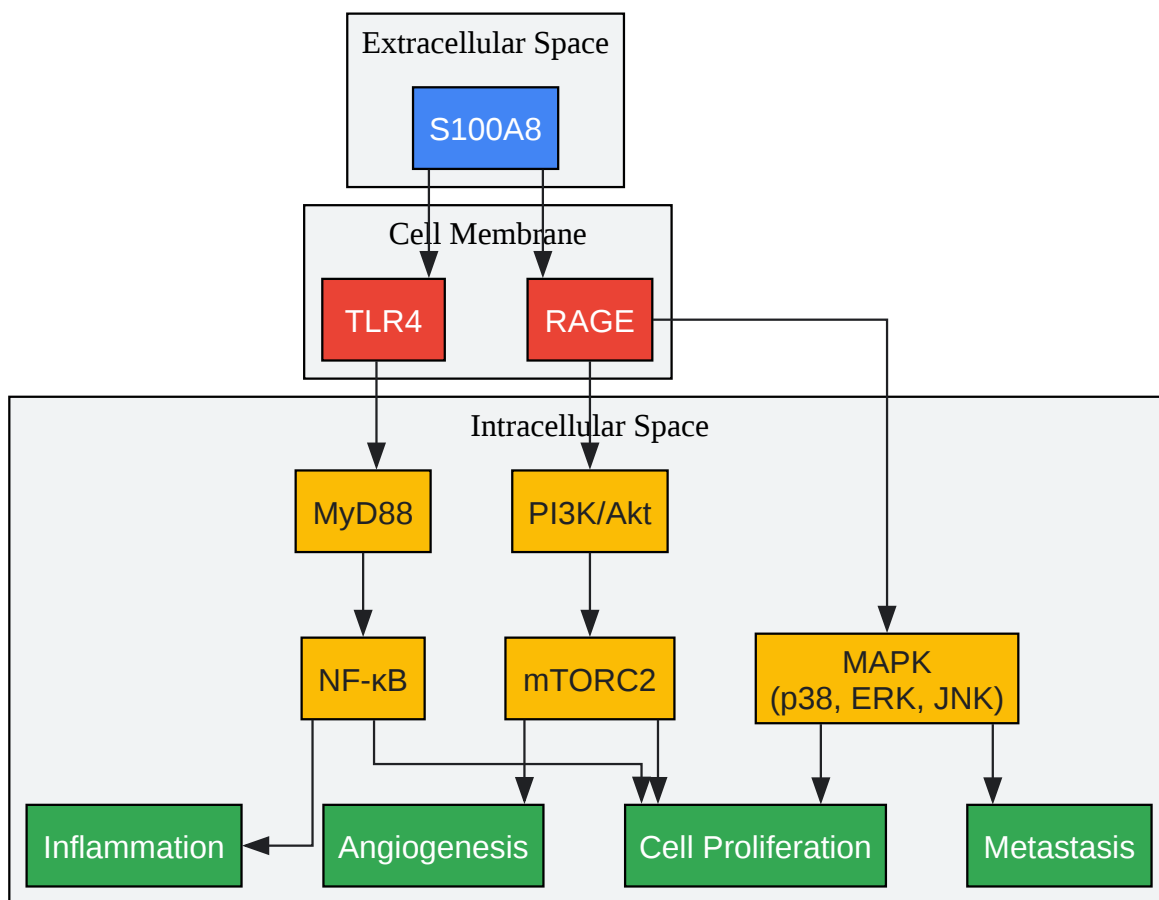 Extracellular Space
S100A8
Cell Membrane
TLR4
RAGE
Intracellular Space
MyD88
PI3K/Akt
NF-κB
mTORC2
MAPK
(p38, ERK, JNK)
Inflammation
Angiogenesis
Cell Proliferation
Metastasis